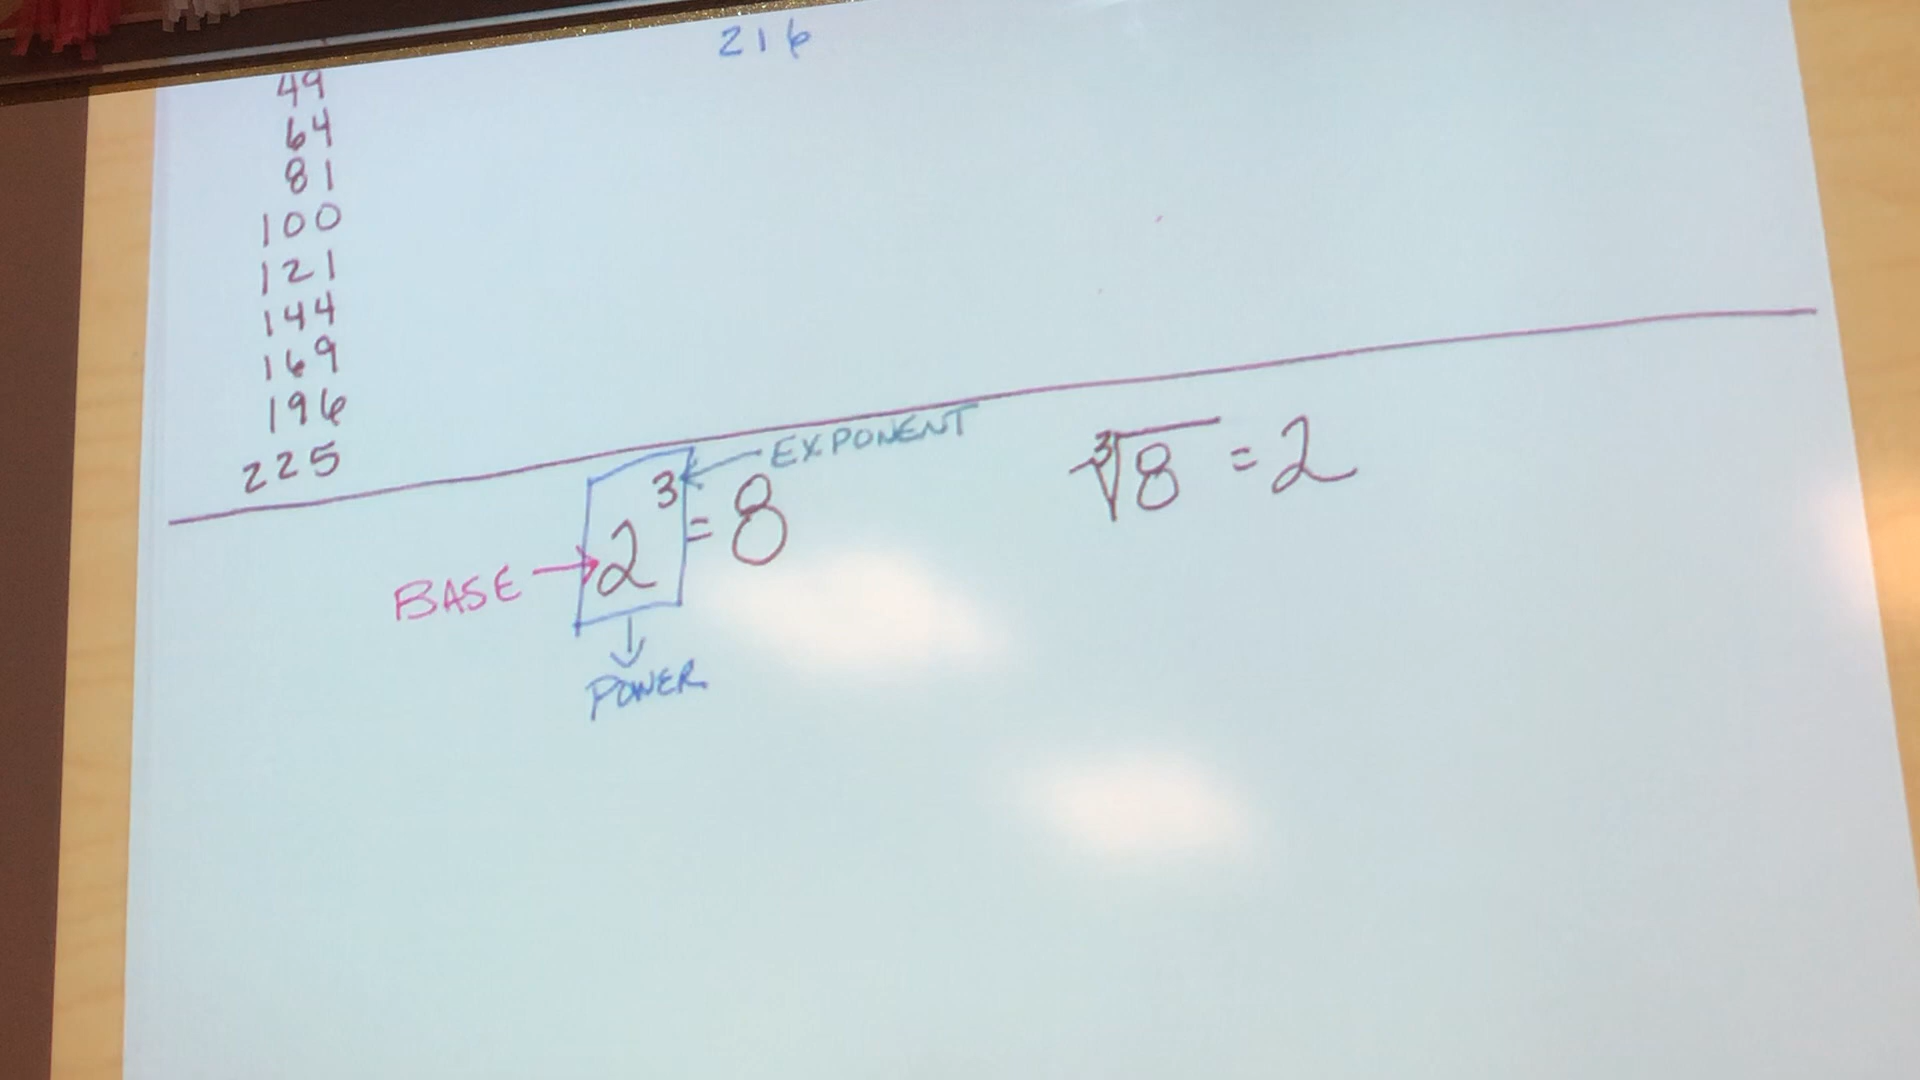 216
49
64
81
100
121
144
169
196
225
EXPONENT
2³ = 8
BASE →
POWER
∛8 = 2